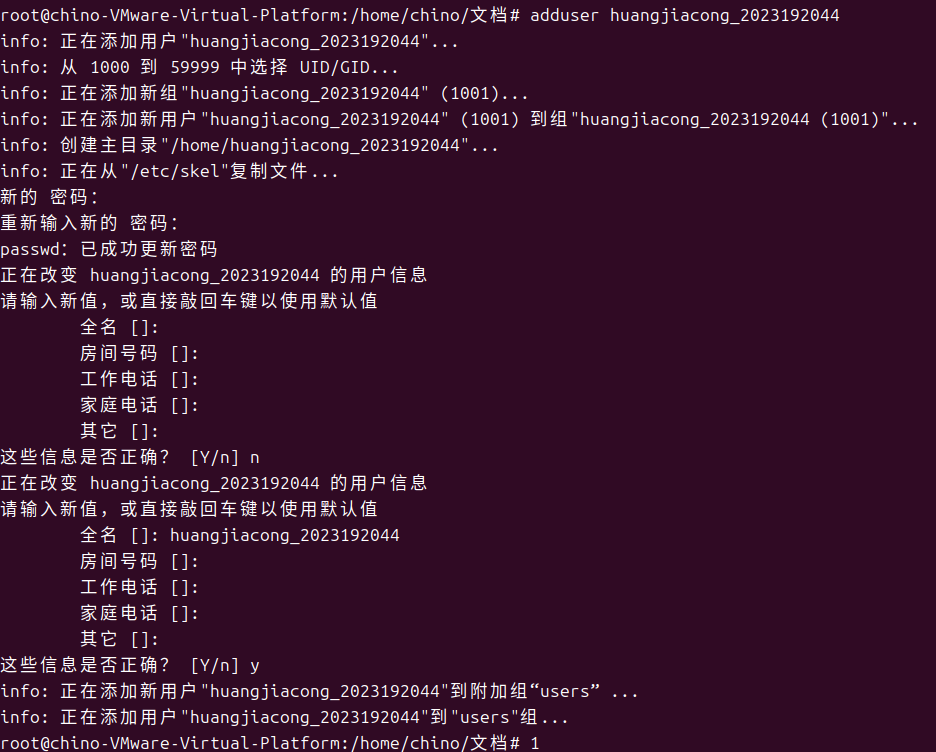 root@chino-VMware-Virtual-Platform:/home/chino/文档# adduser huangjiacong_2023192044
info: 正在添加用户"huangjiacong_2023192044"...
info: 从 1000 到 59999 中选择 UID/GID...
info: 正在添加新组"huangjiacong_2023192044" (1001)...
info: 正在添加新用户"huangjiacong_2023192044" (1001) 到组"huangjiacong_2023192044 (1001)"...
info: 创建主目录"/home/huangjiacong_2023192044"...
info: 正在从"/etc/skel"复制文件...
新的 密码：
重新输入新的 密码：
passwd：已成功更新密码
正在改变 huangjiacong_2023192044 的用户信息
请输入新值，或直接敲回车键以使用默认值
全名 []:
房间号码 []:
工作电话 []:
家庭电话 []:
其它 []:
这些信息是否正确？ [Y/n] n
正在改变 huangjiacong_2023192044 的用户信息
请输入新值，或直接敲回车键以使用默认值
全名 []: huangjiacong_2023192044
房间号码 []:
工作电话 []:
家庭电话 []:
其它 []:
这些信息是否正确？ [Y/n] y
info: 正在添加新用户"huangjiacong_2023192044"到附加组“users” ...
info: 正在添加用户"huangjiacong_2023192044"到"users"组...
root@chino-VMware-Virtual-Platform:/home/chino/文档# 1